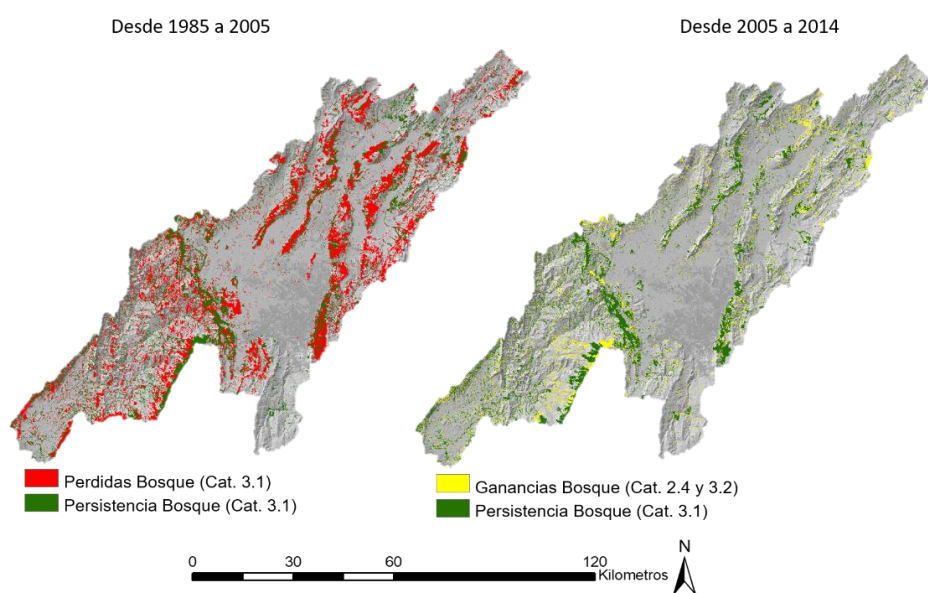 Desde 1985 a 2005
Desde 2005 a 2014
Perdidas Bosque (Cat. 3.1)
Persistencia Bosque (Cat. 3.1)
Ganancias Bosque (Cat. 2.4 y 3.2)
Persistencia Bosque (Cat. 3.1)
0 30 60 120
Kilometros
N